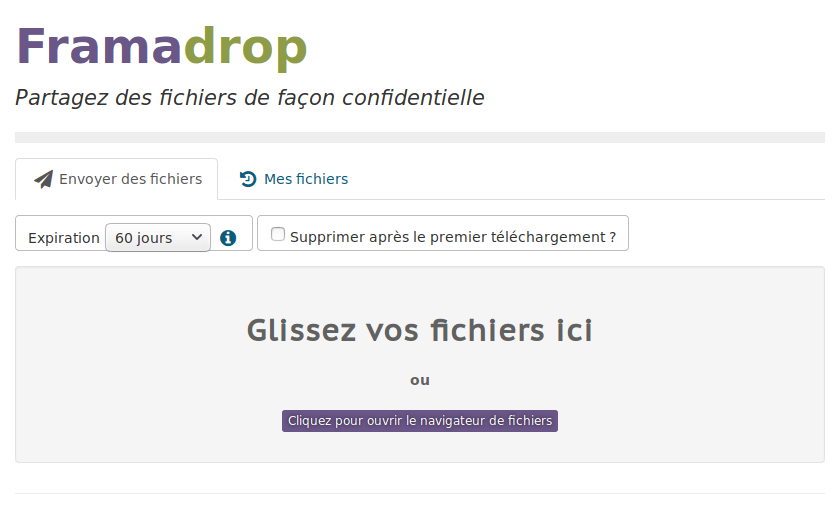 Framadrop
Partagez des fichiers de façon confidentielle
Envoyer des fichiers Mes fichiers
Expiration 60 jours Supprimer après le premier téléchargement ?
Glissez vos fichiers ici
ou
Cliquez pour ouvrir le navigateur de fichiers